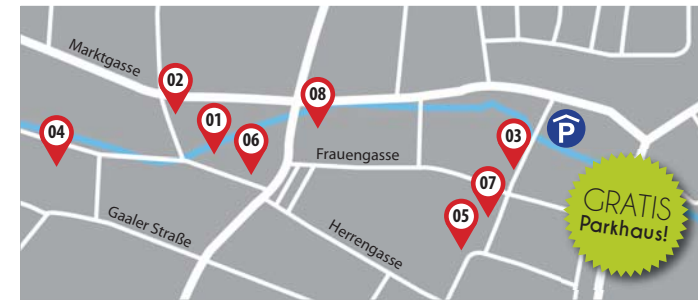 Marktgasse
02
08
01
04
06
03
P
Frauengasse
07
05
Gaaler Straße
Herrengasse
GRATIS
Parkhaus!